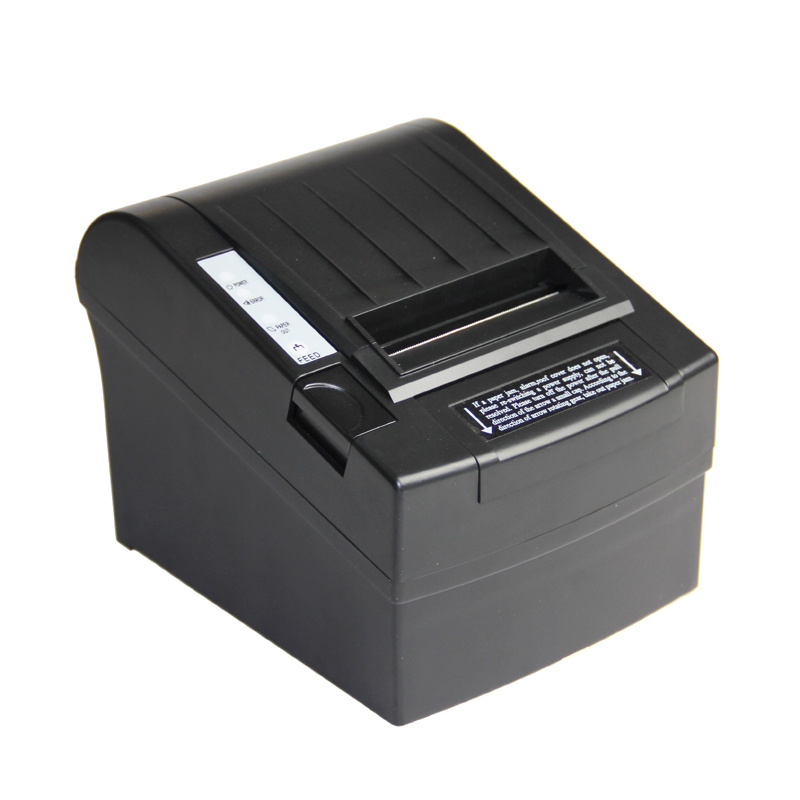 POWER
ERROR
PAPER
OUT
FEED
If a paper jam, alarm,roof cover does not open,
please re-switching a power supply, can not be
resolved. Please turn off the power after the pull
direction of the arrow a small cap. According to the
direction of arrow rotating gear, take out paper jam.